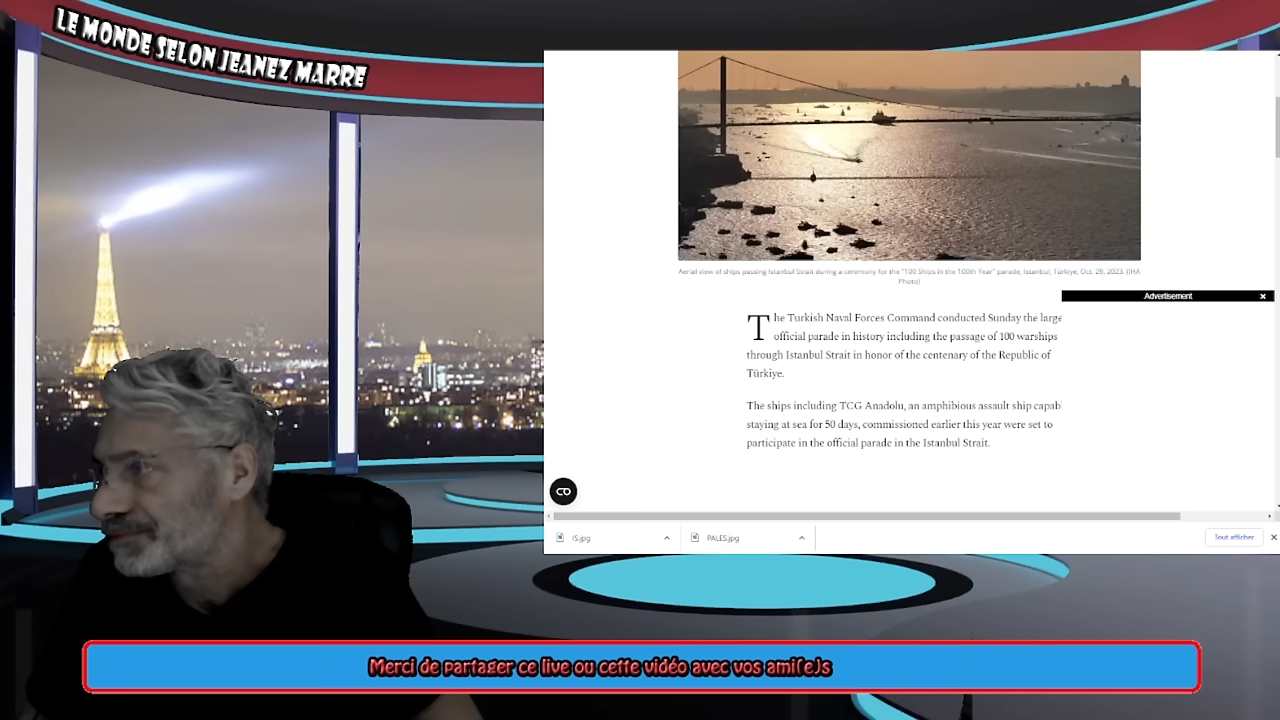 LE MONDE SELON JEANEZ MARRE
Aerial view of ships passing Istanbul Strait during a ceremony for the "100 Ships in the 100th Year" parade, Istanbul, Türkiye, Oct. 29, 2023. (IHA
Photo)
Advertisement
The Turkish Naval Forces Command conducted Sunday the large
official parade in history including the passage of 100 warships
through Istanbul Strait in honor of the centenary of the Republic of
Türkiye.
The ships including TCG Anadolu, an amphibious assault ship capab
staying at sea for 50 days, commissioned earlier this year were set to
participate in the official parade in the Istanbul Strait.
IS.jpg
PALES.jpg
Tout afficher
Merci de partager ce live ou cette vidéo avec vos ami(e)s